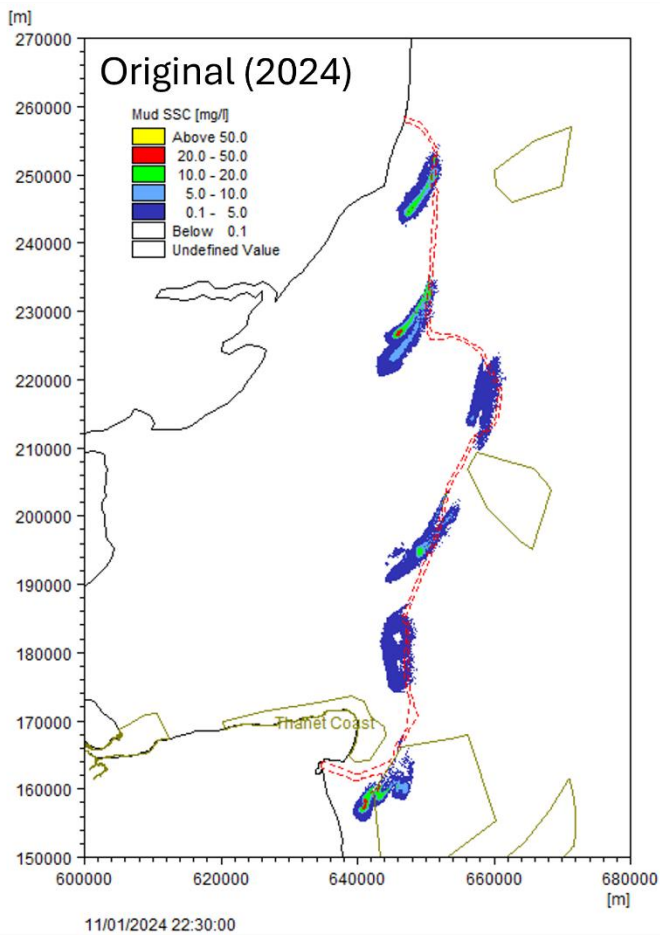 [m]
270000
Original (2024)
260000
Mud SSC [mg/l]
Above 50.0
20.0 - 50.0
10.0 - 20.0
5.0 - 10.0
0.1 - 5.0
Below 0.1
Undefined Value
250000
240000
230000
220000
210000
200000
190000
180000
170000
Thanet Coast
160000
150000
600000 620000 640000 660000 680000
[m]
11/01/2024 22:30:00